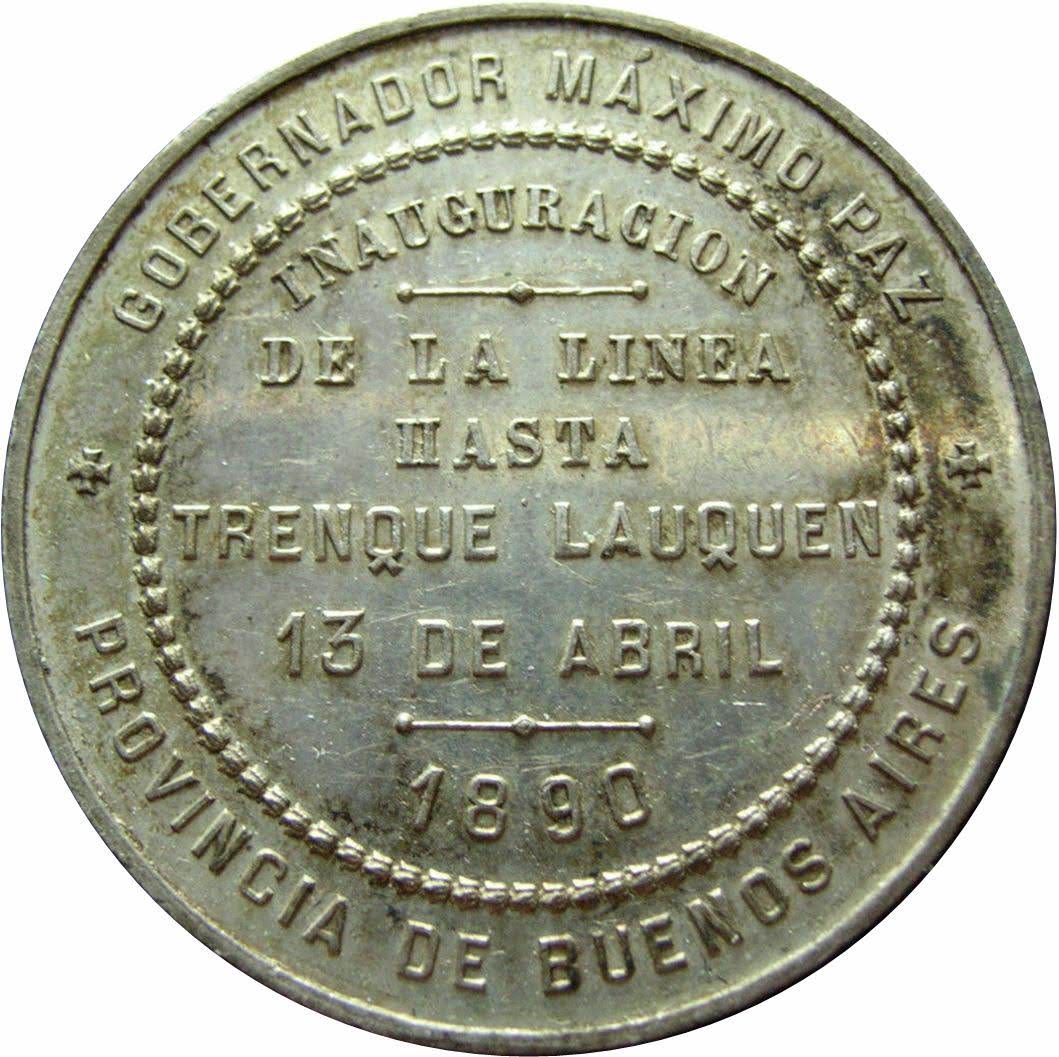 GOBERNADOR MÁXIMO PAZ
INAUGURACION
DE LA LINEA
HASTA
TRENQUE LAUQUEN
13 DE ABRIL
1890
PROVINCIA DE BUENOS AIRES